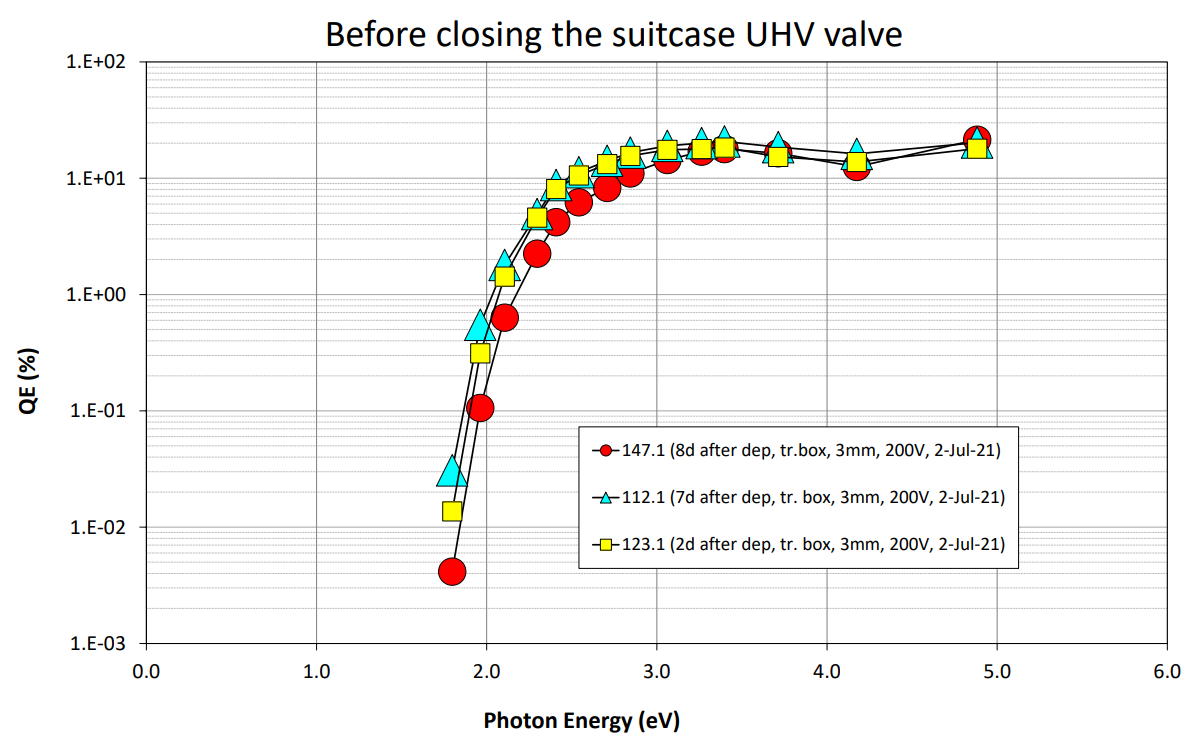 Before closing the suitcase UHV valve
1.E+02
1.E+01
1.E+00
1.E-01
1.E-02
1.E-03
QE (%)
147.1 (8d after dep, tr.box, 3mm, 200V, 2-Jul-21)
112.1 (7d after dep, tr. box, 3mm, 200V, 2-Jul-21)
123.1 (2d after dep, tr. box, 3mm, 200V, 2-Jul-21)
0.0 1.0 2.0 3.0 4.0 5.0 6.0
Photon Energy (eV)